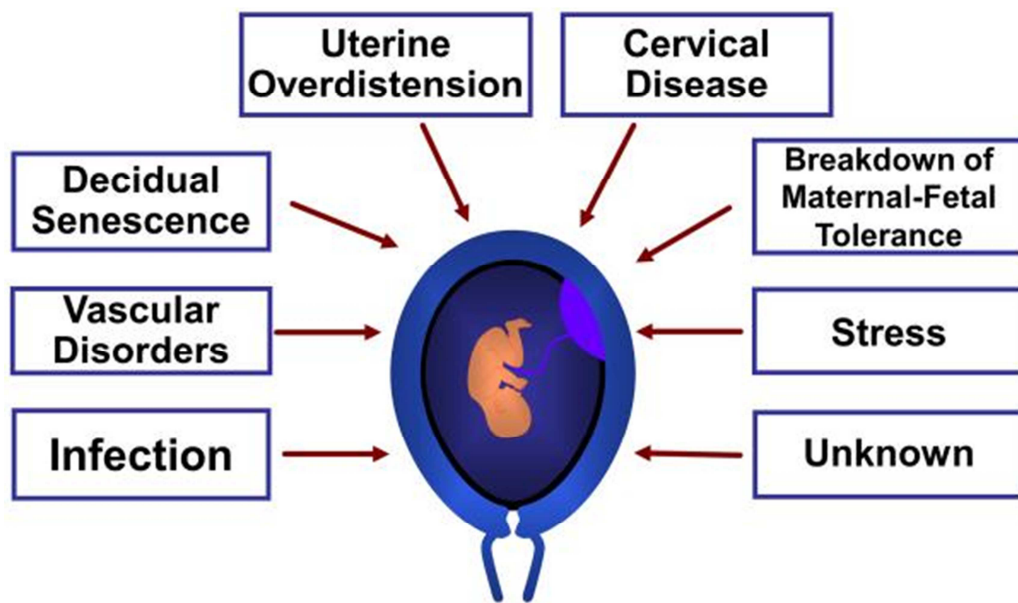 Uterine
Overdistension
Cervical
Disease
Decidual
Senescence
Breakdown of
Maternal-Fetal
Tolerance
Vascular
Disorders
Stress
Infection
Unknown